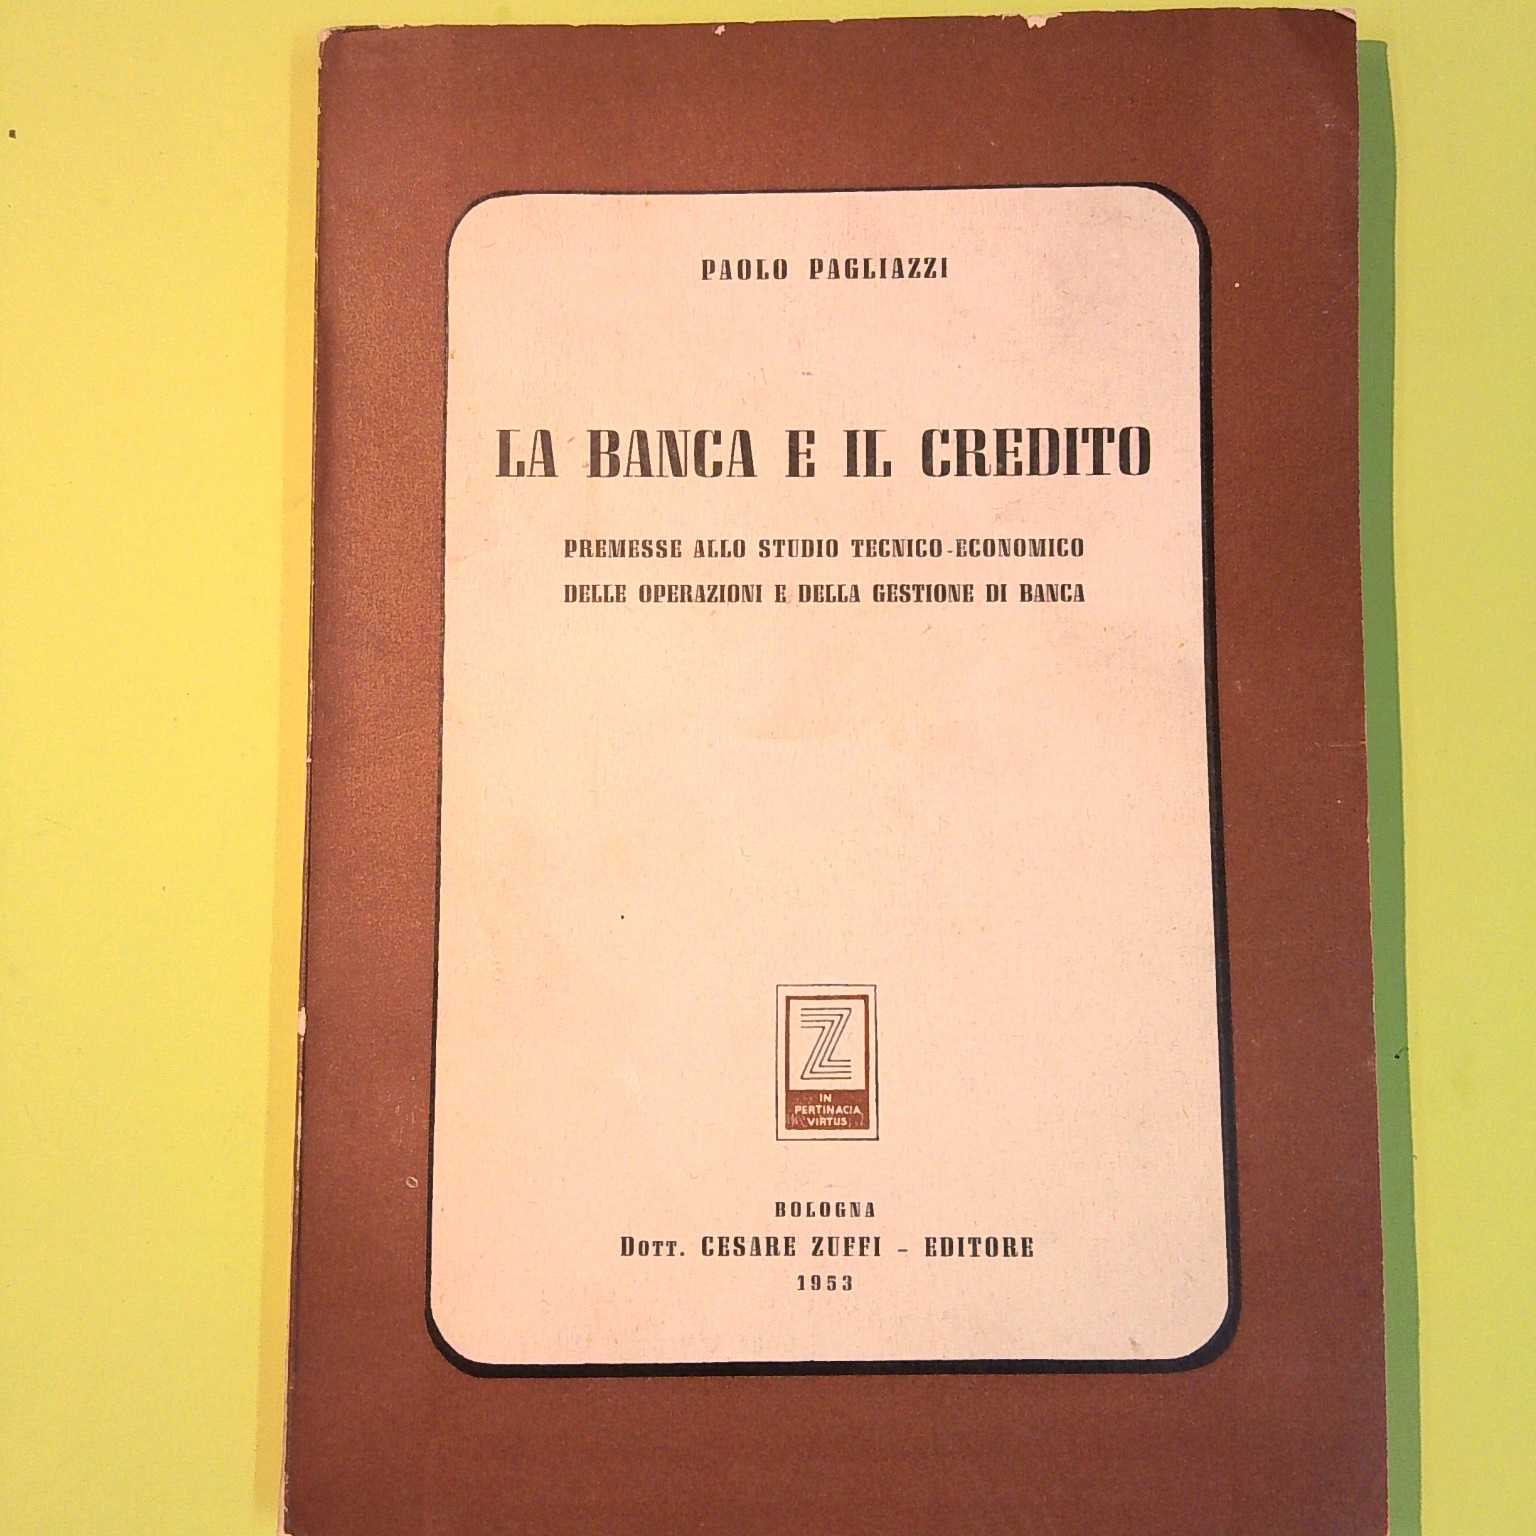 PAOLO PAGLIAZZI
LA BANCA E IL CREDITO
PREMESSE ALLO STUDIO TECNICO-ECONOMICO
DELLE OPERAZIONI E DELLA GESTIONE DI BANCA
Z
IN
PERTINACIA
VIRTUS
BOLOGNA
DOTT. CESARE ZUFFI - EDITORE
1953